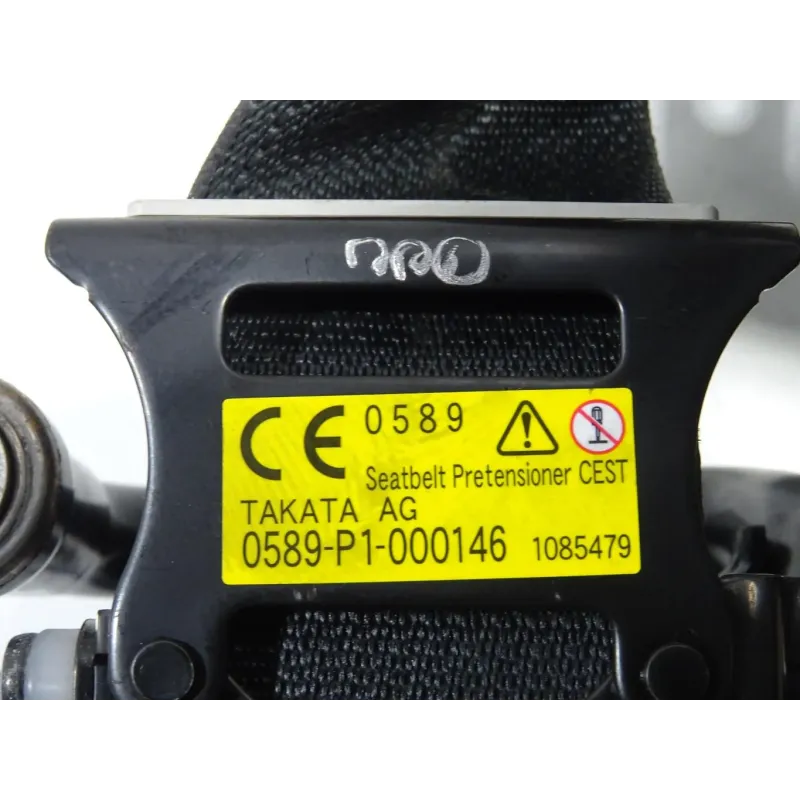 CE 0589
Seatbelt Pretensioner CEST
TAKATA AG
0589-P1-000146 1085479